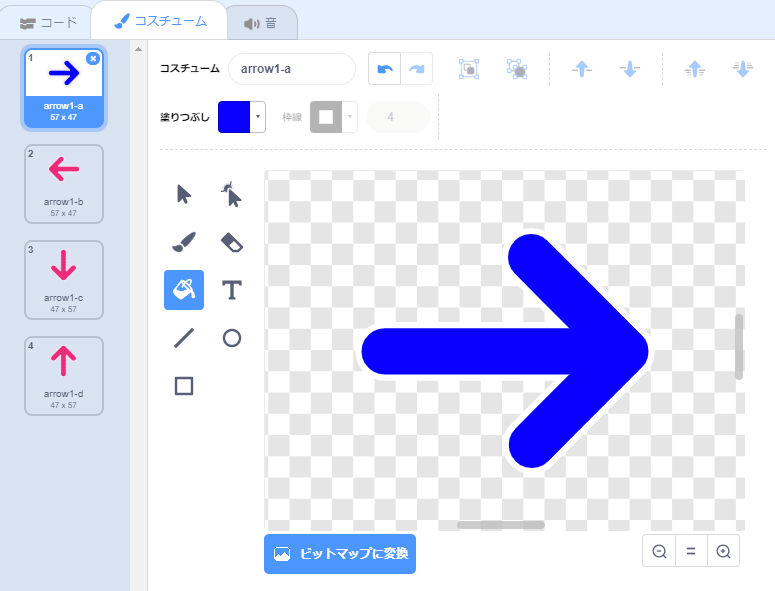 コード
コスチューム
音
1
arrow1-a
57 x 47
2
arrow1-b
57 x 47
3
arrow1-c
47 x 57
4
arrow1-d
47 x 57
コスチューム
arrow1-a
塗りつぶし
枠線
4
T
ビットマップに変換